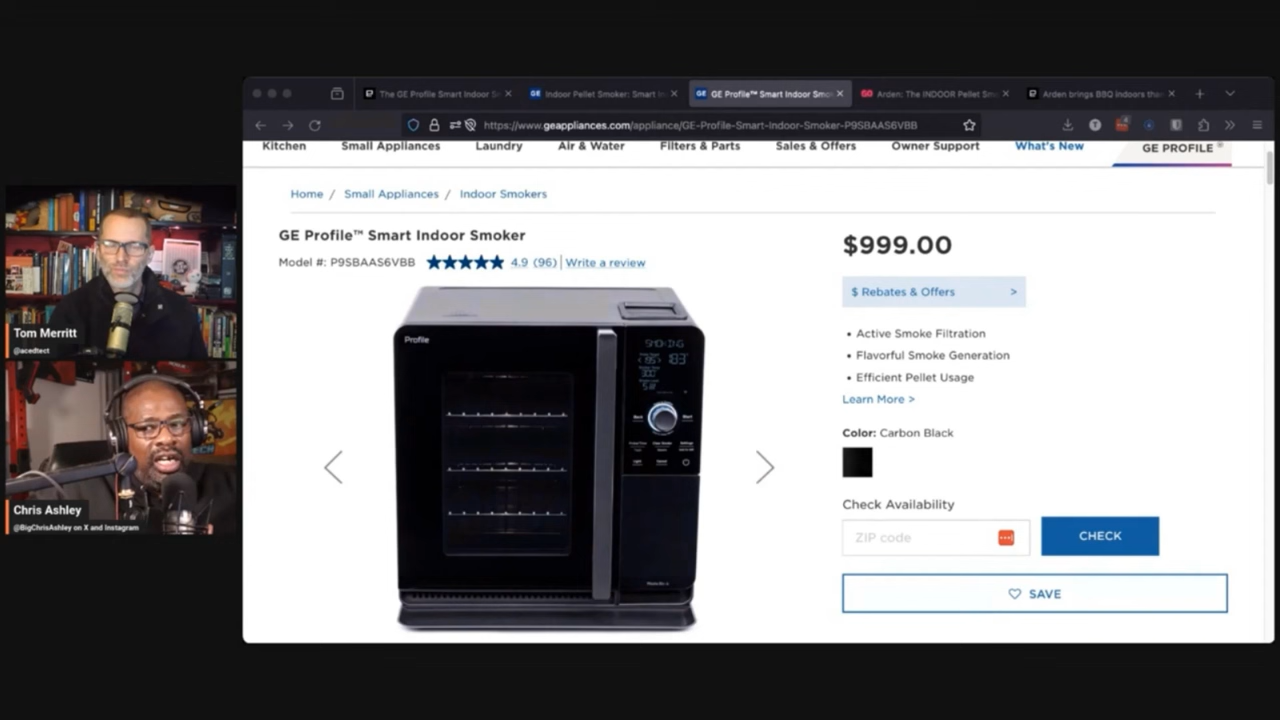 The GE Profile Smart Indoor S
Indoor Pellet Smoker: Smart In
GE Profile™ Smart Indoor Smo
Arden: The INDOOR Pellet Sm
Arden brings BBQ indoors tha
https://www.geappliances.com/appliance/GE-Profile-Smart-Indoor-Smoker-P9SBAAS6VBB
Kitchen Small Appliances Laundry Air & Water Filters & Parts Sales & Offers Owner Support What's New GE PROFILE
Home / Small Appliances / Indoor Smokers
GE Profile™ Smart Indoor Smoker
Model #: P9SBAAS6VBB 4.9 (96) Write a review
Profile
SMOKING
$999.00
$ Rebates & Offers >
• Active Smoke Filtration
• Flavorful Smoke Generation
• Efficient Pellet Usage
Learn More >
Color: Carbon Black
Check Availability
ZIP code
CHECK
SAVE
Tom Merritt
@acedtect
Chris Ashley
@BigChrisAshley on X and Instagram